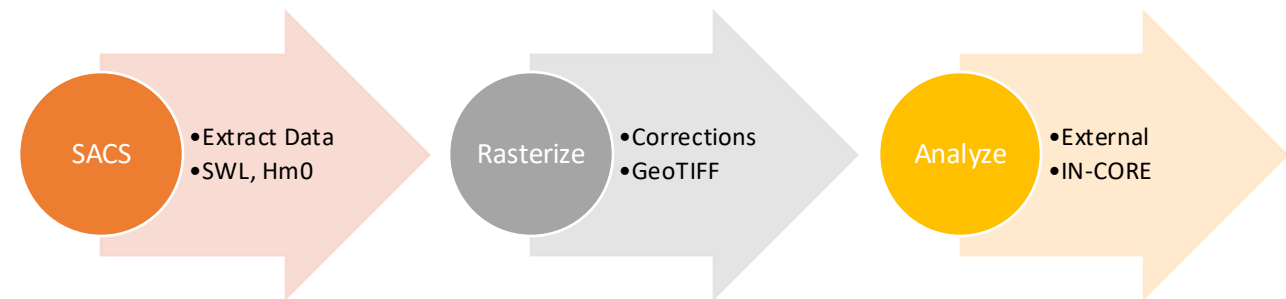 SACS
•Extract Data
•SWL, Hm0
Rasterize
•Corrections
•GeoTIFF
Analyze
•External
•IN-CORE